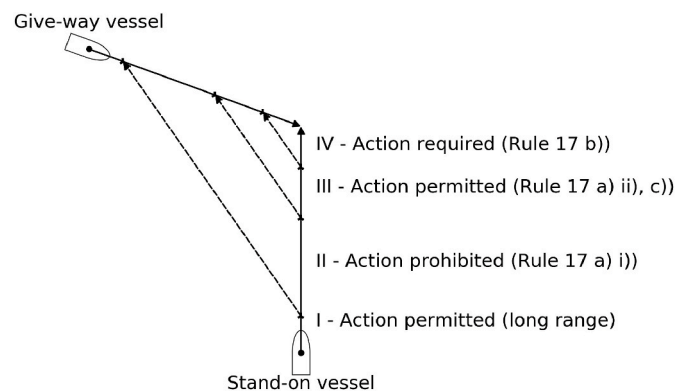 Give-way vessel
IV - Action required (Rule 17 b))
III - Action permitted (Rule 17 a) ii), c))
II - Action prohibited (Rule 17 a) i))
I - Action permitted (long range)
Stand-on vessel